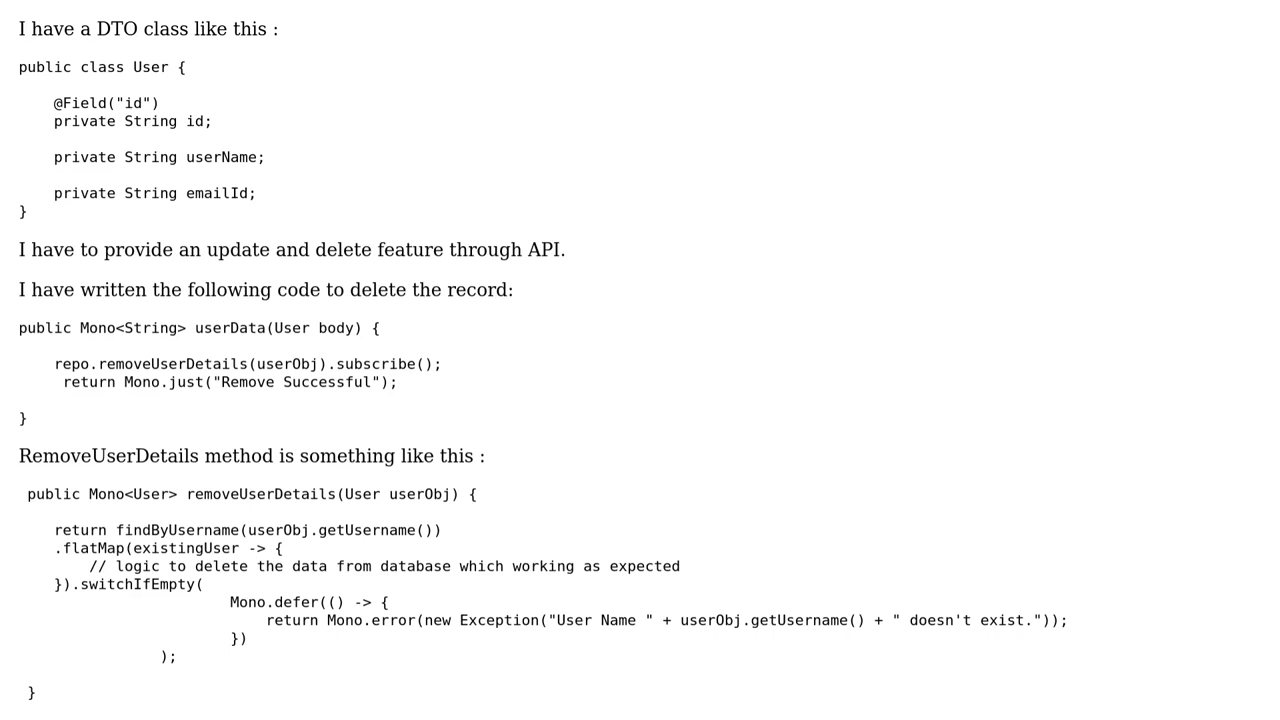 I have a DTO class like this :
public class User {
@Field("id")
private String id;
private String userName;
private String emailId;
}
I have to provide an update and delete feature through API.
I have written the following code to delete the record:
public Mono<String> userData(User body) {
repo.removeUserDetails(userObj).subscribe();
return Mono.just("Remove Successful");
}
RemoveUserDetails method is something like this :
public Mono<User> removeUserDetails(User userObj) {
return findByUsername(userObj.getUsername())
.flatMap(existingUser -> {
// logic to delete the data from database which working as expected
}).switchIfEmpty(
Mono.defer(() -> {
return Mono.error(new Exception("User Name " + userObj.getUsername() + " doesn't exist."));
})
);
}